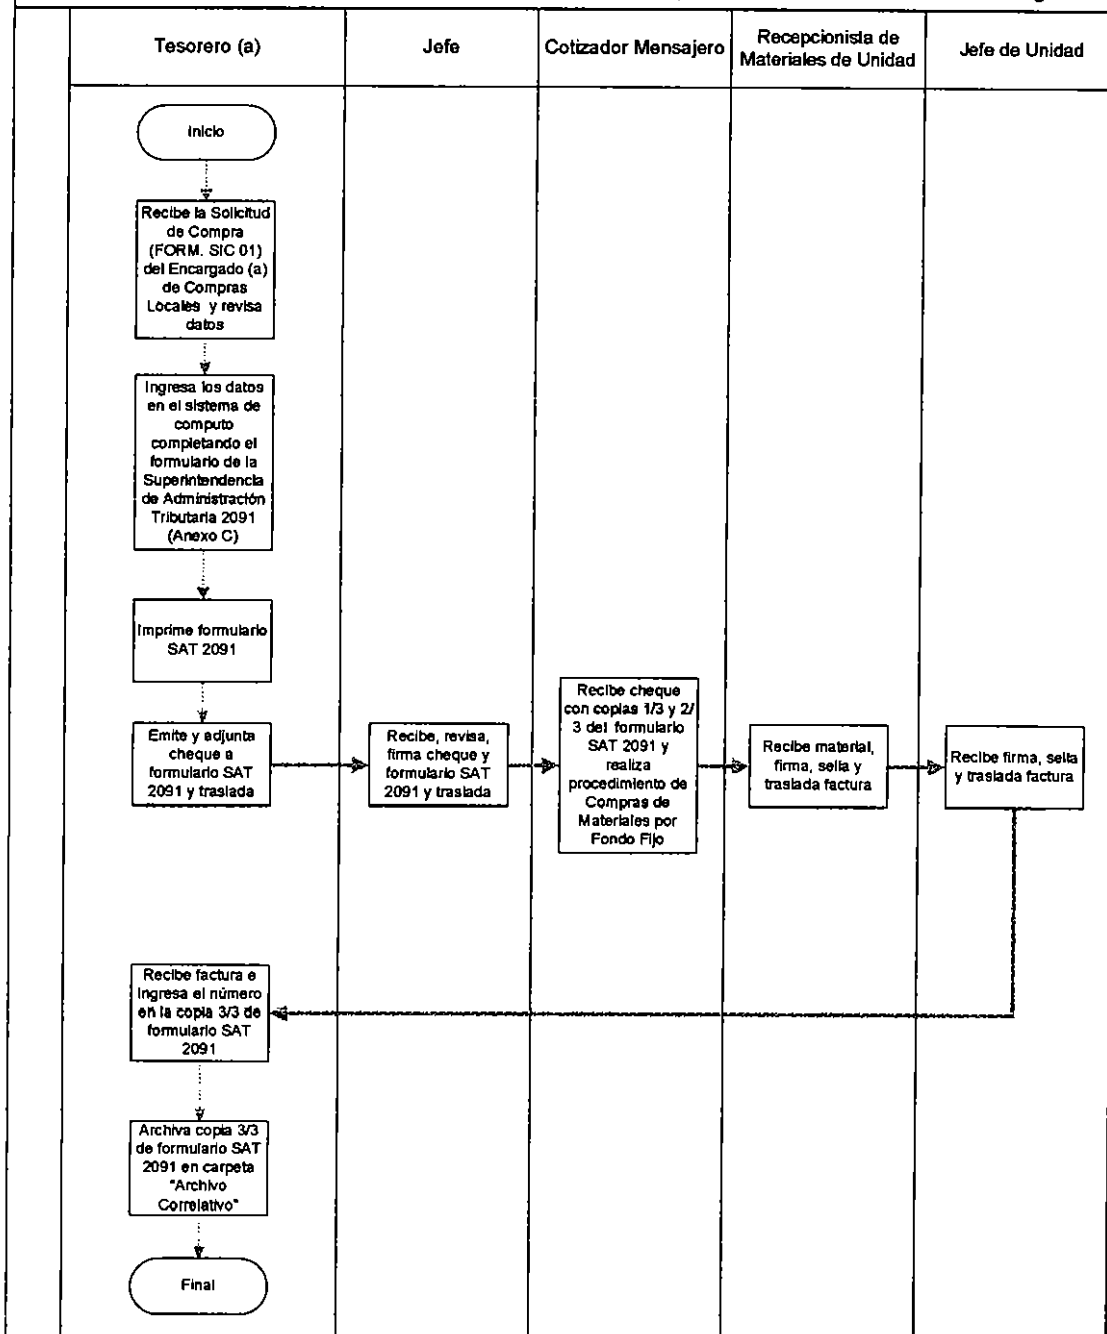 Tesorero (a)
Jefe
Cotizador Mensajero
Recepcionista de
Materiales de Unidad
Jefe de Unidad
Inicio
Recibe la Solicitud
de Compra
(FORM. SIC 01)
del Encargado (a)
de Compras
Locales y revisa
datos
Ingresa los datos
en el sistema de
computo
completando el
formulario de la
Superintendencia
de Administración
Tributaria 2091
(Anexo C)
Imprime formulario
SAT 2091
Emite y adjunta
cheque a
formulario SAT
2091 y traslada
Recibe, revisa,
firma cheque y
formulario SAT
2091 y traslada
Recibe cheque
con copias 1/3 y 2/
3 del formulario
SAT 2091 y
realiza
procedimiento de
Compras de
Materiales por
Fondo Fijo
Recibe material,
firma, sella y
traslada factura
Recibe firma, sella
y traslada factura
Recibe factura e
ingresa el número
en la copia 3/3 de
formulario SAT
2091
Archiva copia 3/3
de formulario SAT
2091 en carpeta
"Archivo
Correlativo"
Final